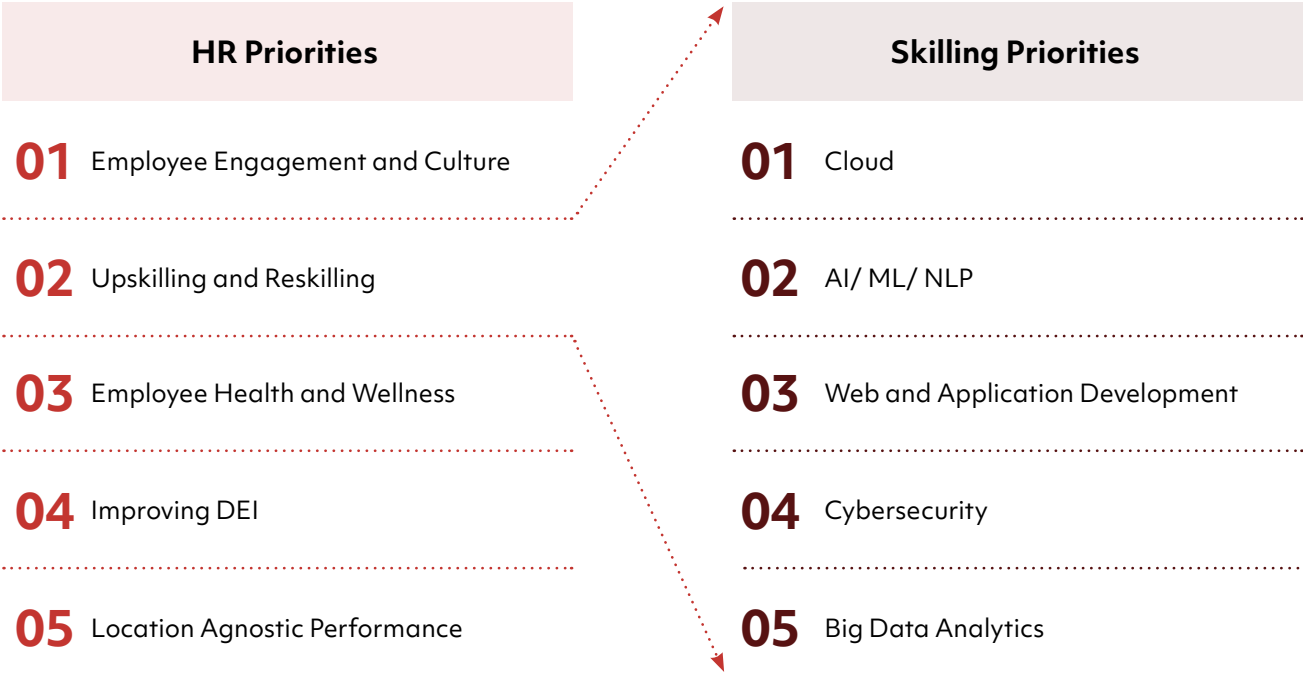 HR Priorities
01 Employee Engagement and Culture
02 Upskilling and Reskilling
03 Employee Health and Wellness
04 Improving DEI
05 Location Agnostic Performance
Skilling Priorities
01 Cloud
02 AI/ ML/ NLP
03 Web and Application Development
04 Cybersecurity
05 Big Data Analytics